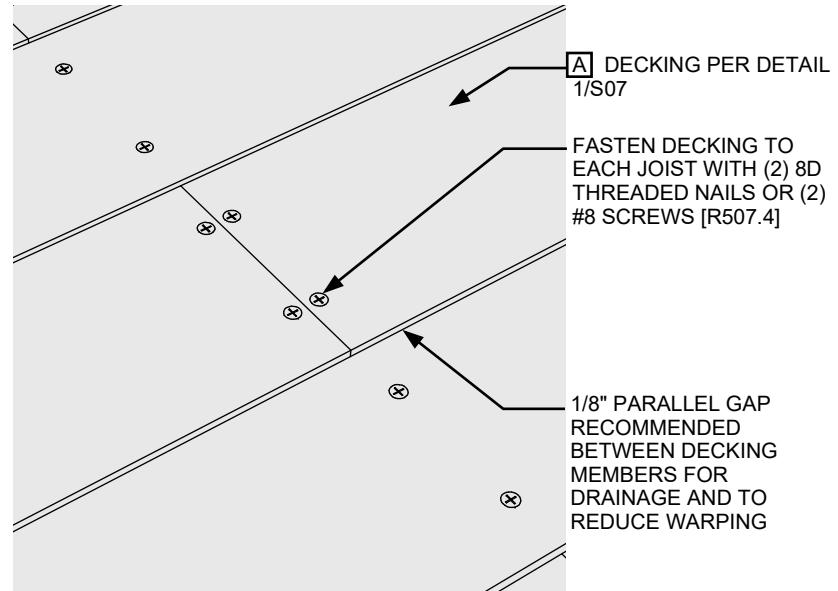 A DECKING PER DETAIL
1/S07
FASTEN DECKING TO
EACH JOIST WITH (2) 8D
THREADED NAILS OR (2)
#8 SCREWS [R507.4]
1/8" PARALLEL GAP
RECOMMENDED
BETWEEN DECKING
MEMBERS FOR
DRAINAGE AND TO
REDUCE WARPING